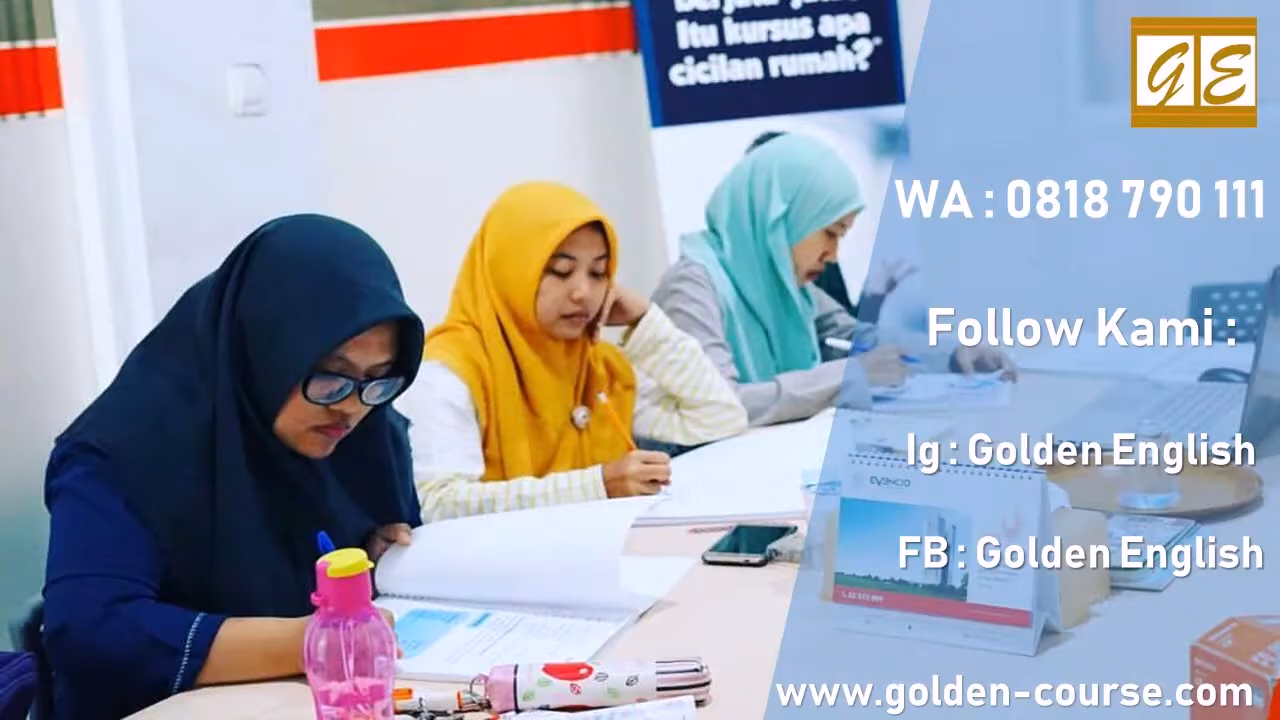 Itu kursus apa
cicilan rumah?"
GE
WA : 0818 790 111
Follow Kami :
Ig : Golden English
FB : Golden English
www.golden-course.com